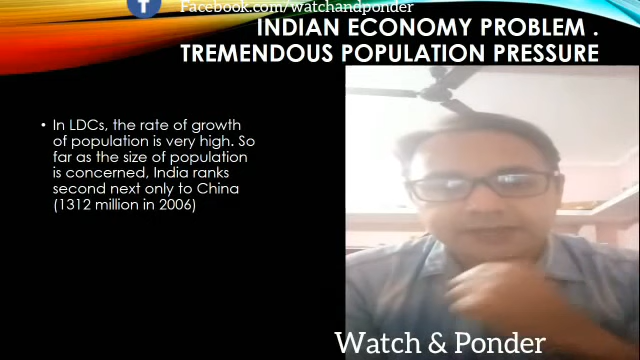 Facebook.com/watchandponder
INDIAN ECONOMY PROBLEM .
TREMENDOUS POPULATION PRESSURE
• In LDCs, the rate of growth
of population is very high. So
far as the size of population
is concerned, India ranks
second next only to China
(1312 million in 2006)
Watch & Ponder